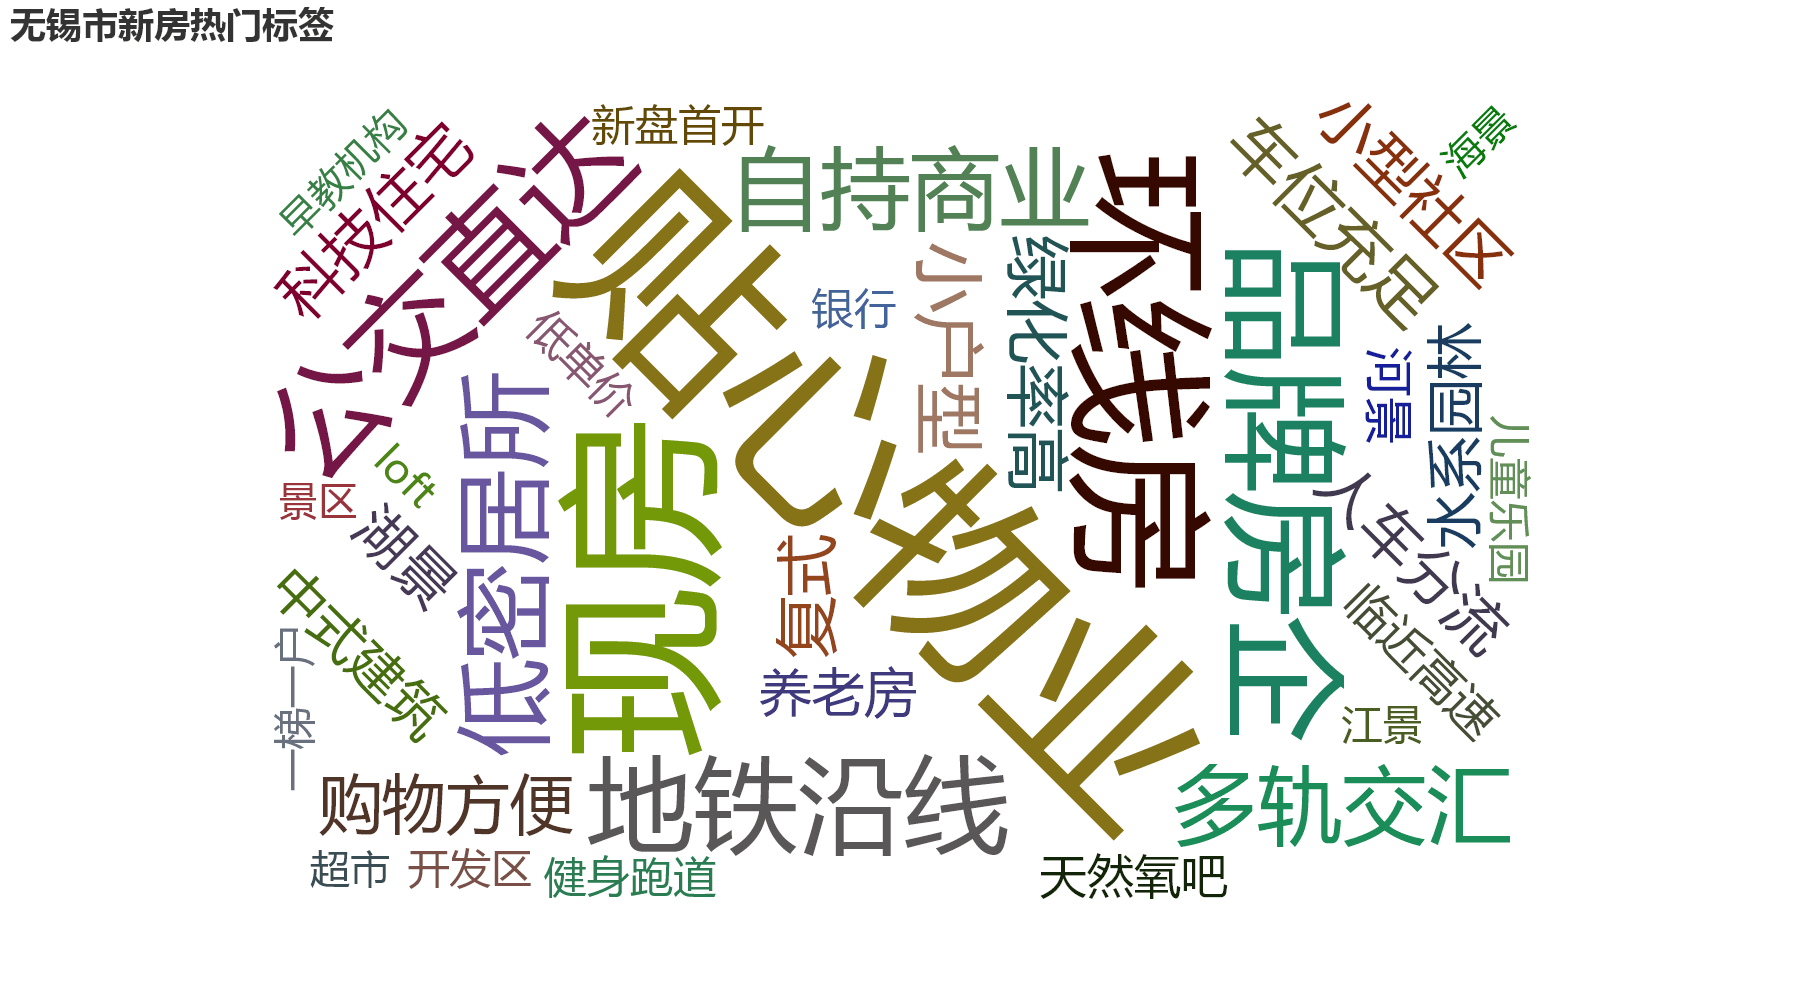 无锡市新房热门标签
早教机构
科技住宅
公交直达
新盘首开
贴心物业
自持商业
环线房
车位充足
小型社区
海景
银行
小户型
绿化率高
品牌房企
低单价
河景
水系园林
儿童乐园
loft
景区
湖景
低密居所
现房
复式
人车分流
中式建筑
一梯一户
养老房
临近高速
江景
购物方便
地铁沿线
多轨交汇
超市
开发区
健身跑道
天然氧吧